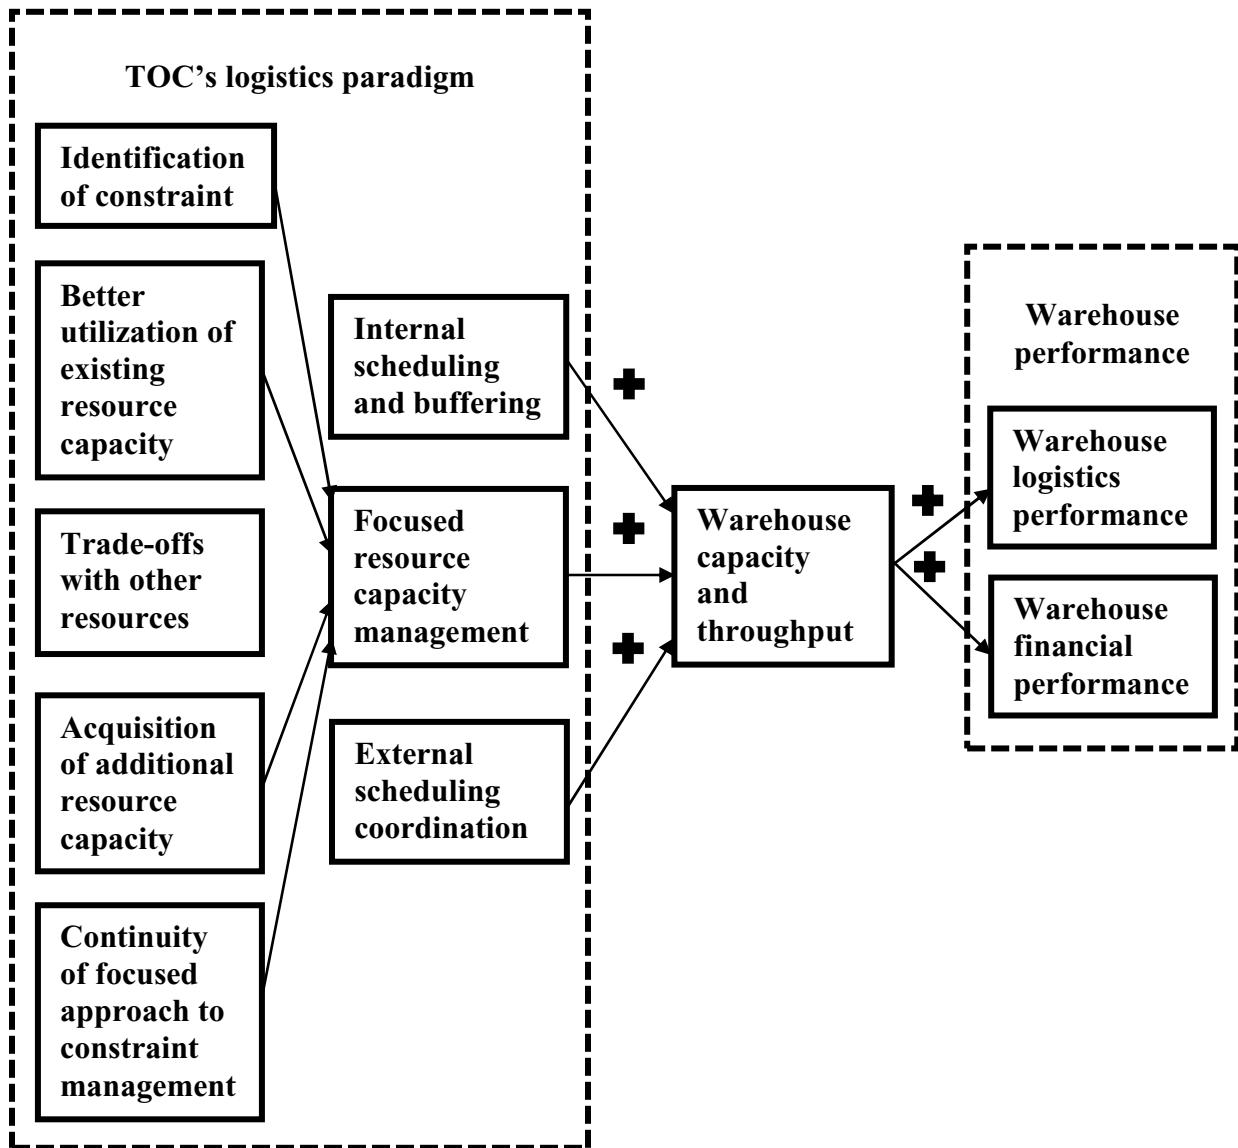 TOC’s logistics paradigm
Identification
of constraint
Better
utilization of
existing
resource
capacity
Trade-offs
with other
resources
Acquisition
of additional
resource
capacity
Continuity
of focused
approach to
constraint
management
Internal
scheduling
and buffering
Focused
resource
capacity
management
External
scheduling
coordination
Warehouse
capacity
and
throughput
Warehouse
performance
Warehouse
logistics
performance
Warehouse
financial
performance